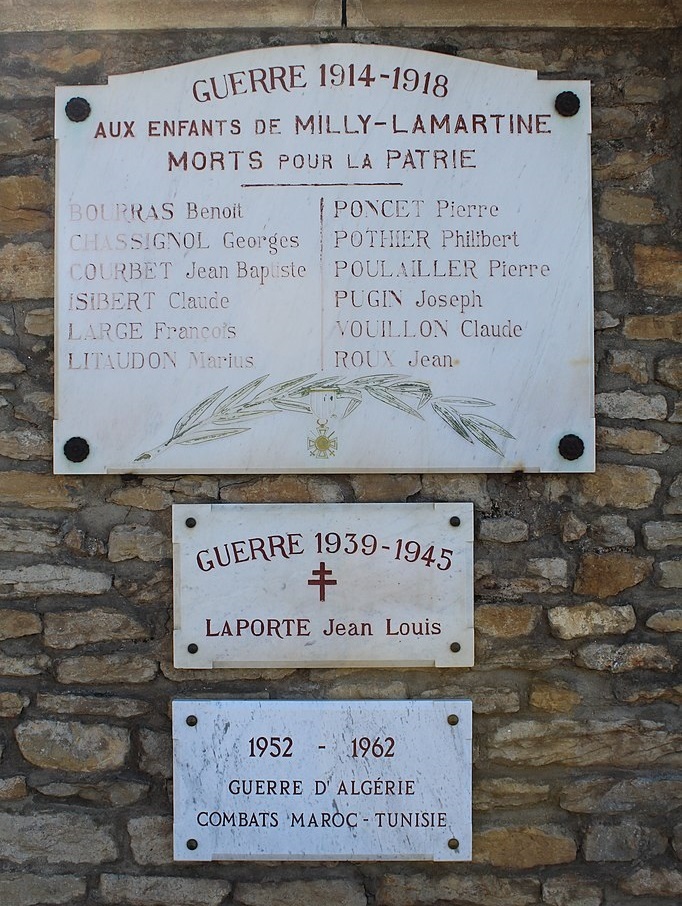 GUERRE 1914-1918
AUX ENFANTS DE MILLY-LAMARTINE
MORTS POUR LA PATRIE
BOURRAS Benoit
CHASSIGNOL Georges
COURBET Jean Baptiste
ISIBERT Claude
LARGE François
LITAUDON Marius
PONCET Pierre
POTHIER Philibert
POULAILLER Pierre
PUGIN Joseph
VOUILLON Claude
ROUX Jean
GUERRE 1939-1945
LAPORTE Jean Louis
1952 - 1962
GUERRE D'ALGÉRIE
COMBATS MAROC - TUNISIE